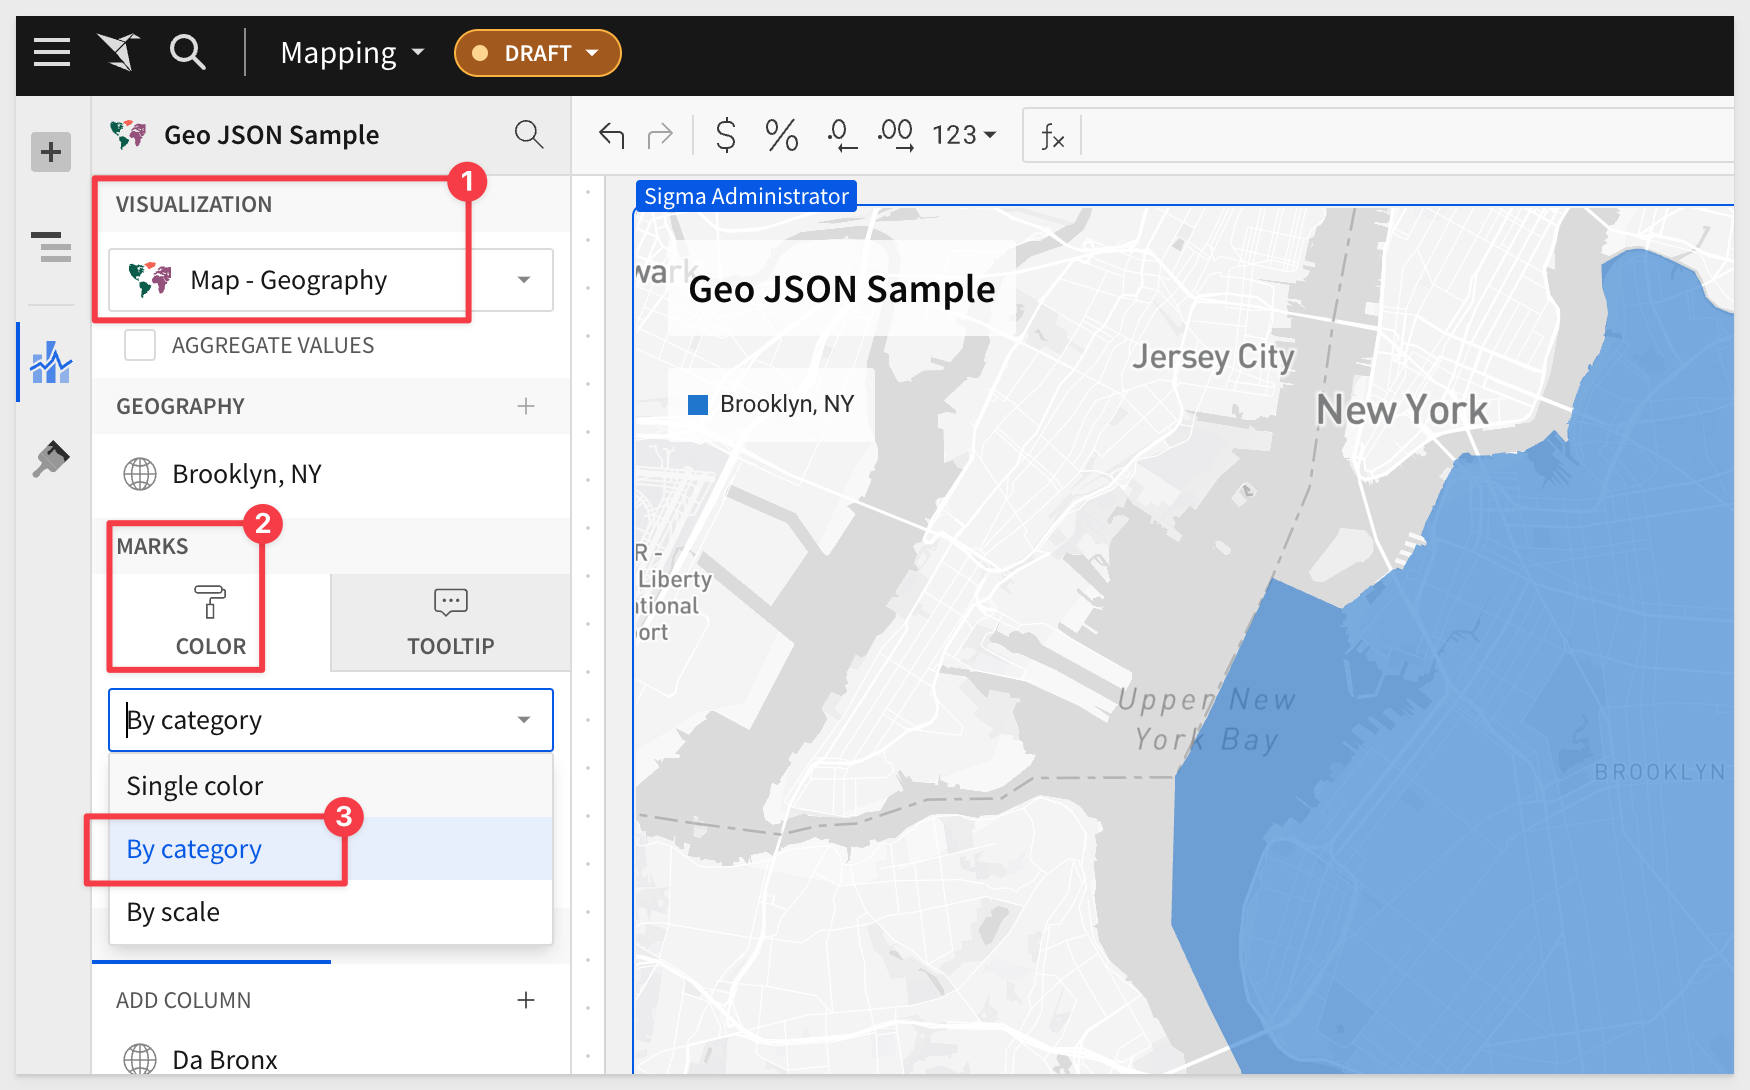 Mapping
DRAFT
Geo JSON Sample
$ % .0 .00 123 fx
1
VISUALIZATION
Map - Geography
AGGREGATE VALUES
GEOGRAPHY
Brooklyn, NY
2
MARKS
COLOR
TOOLTIP
By category
Single color
3
By category
By scale
ADD COLUMN
Da Bronx
Sigma Administrator
wark
Geo JSON Sample
Brooklyn, NY
Jersey City
New York
R -
Liberty
ational
ort
Upper New
York Bay
BROOKLYN